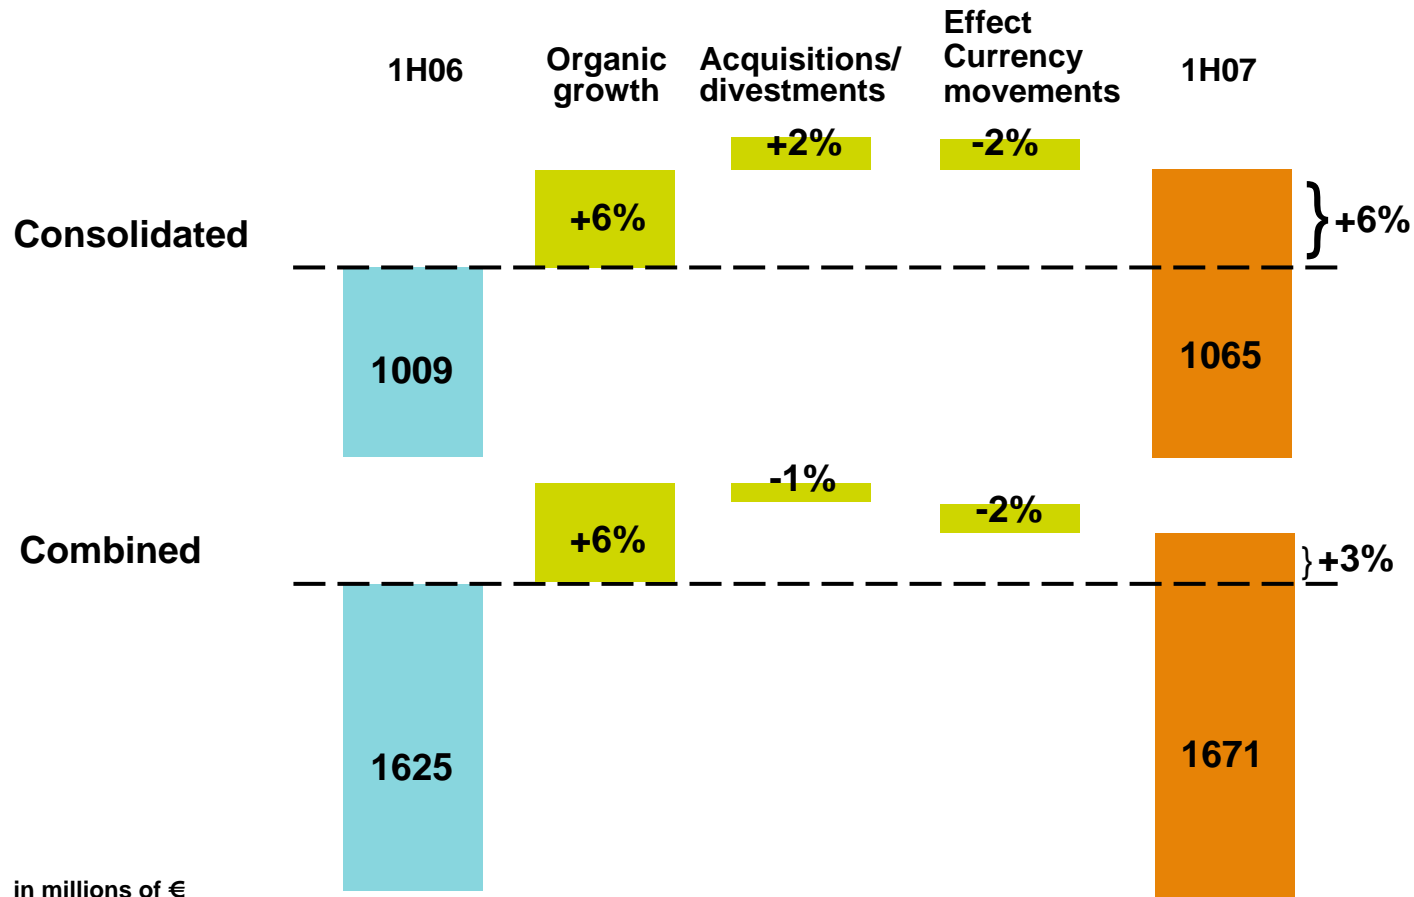 1H06
Organic
growth
Acquisitions/
divestments
Effect
Currency
movements
1H07
+2%
-2%
Consolidated
+6%
} +6%
1009
1065
-1%
-2%
Combined
+6%
} +3%
1625
1671
in millions of €